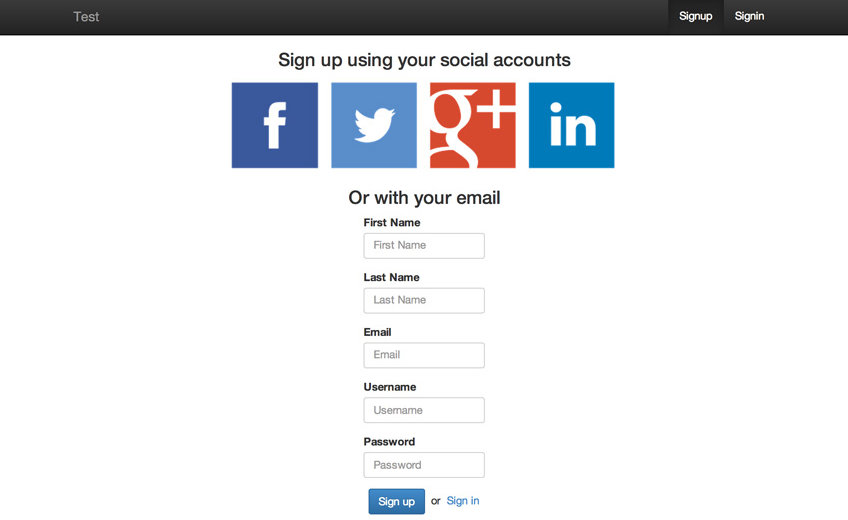 Test Signup Signin
Sign up using your social accounts
f g+ in
Or with your email
First Name
First Name
Last Name
Last Name
Email
Email
Username
Username
Password
Password
Sign up or Sign in